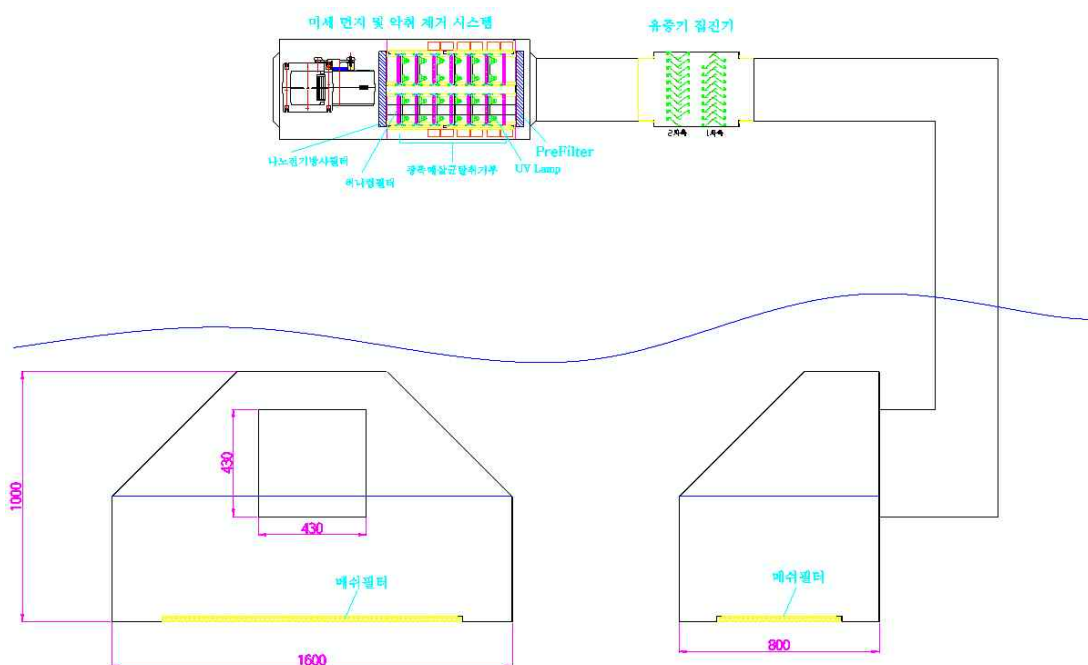 미세 먼지 및 악취 제거 시스템
유증기 집진기
2차측
1차측
나노전기방사필터
허니컴필터
광촉매살균탈취기부
UV Lamp
PreFilter
1000
430
430
메쉬필터
1600
메쉬필터
800